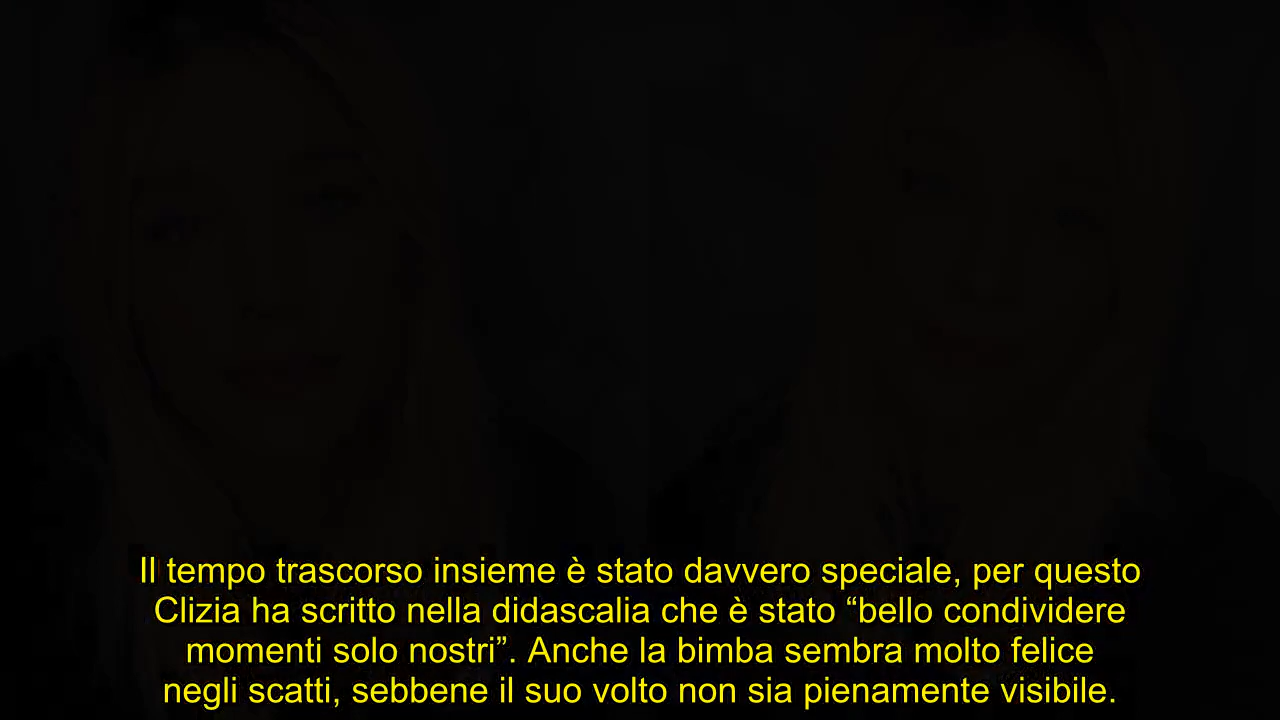 Il tempo trascorso insieme è stato davvero speciale, per questo
Clizia ha scritto nella didascalia che è stato “bello condividere
momenti solo nostri”. Anche la bimba sembra molto felice
negli scatti, sebbene il suo volto non sia pienamente visibile.